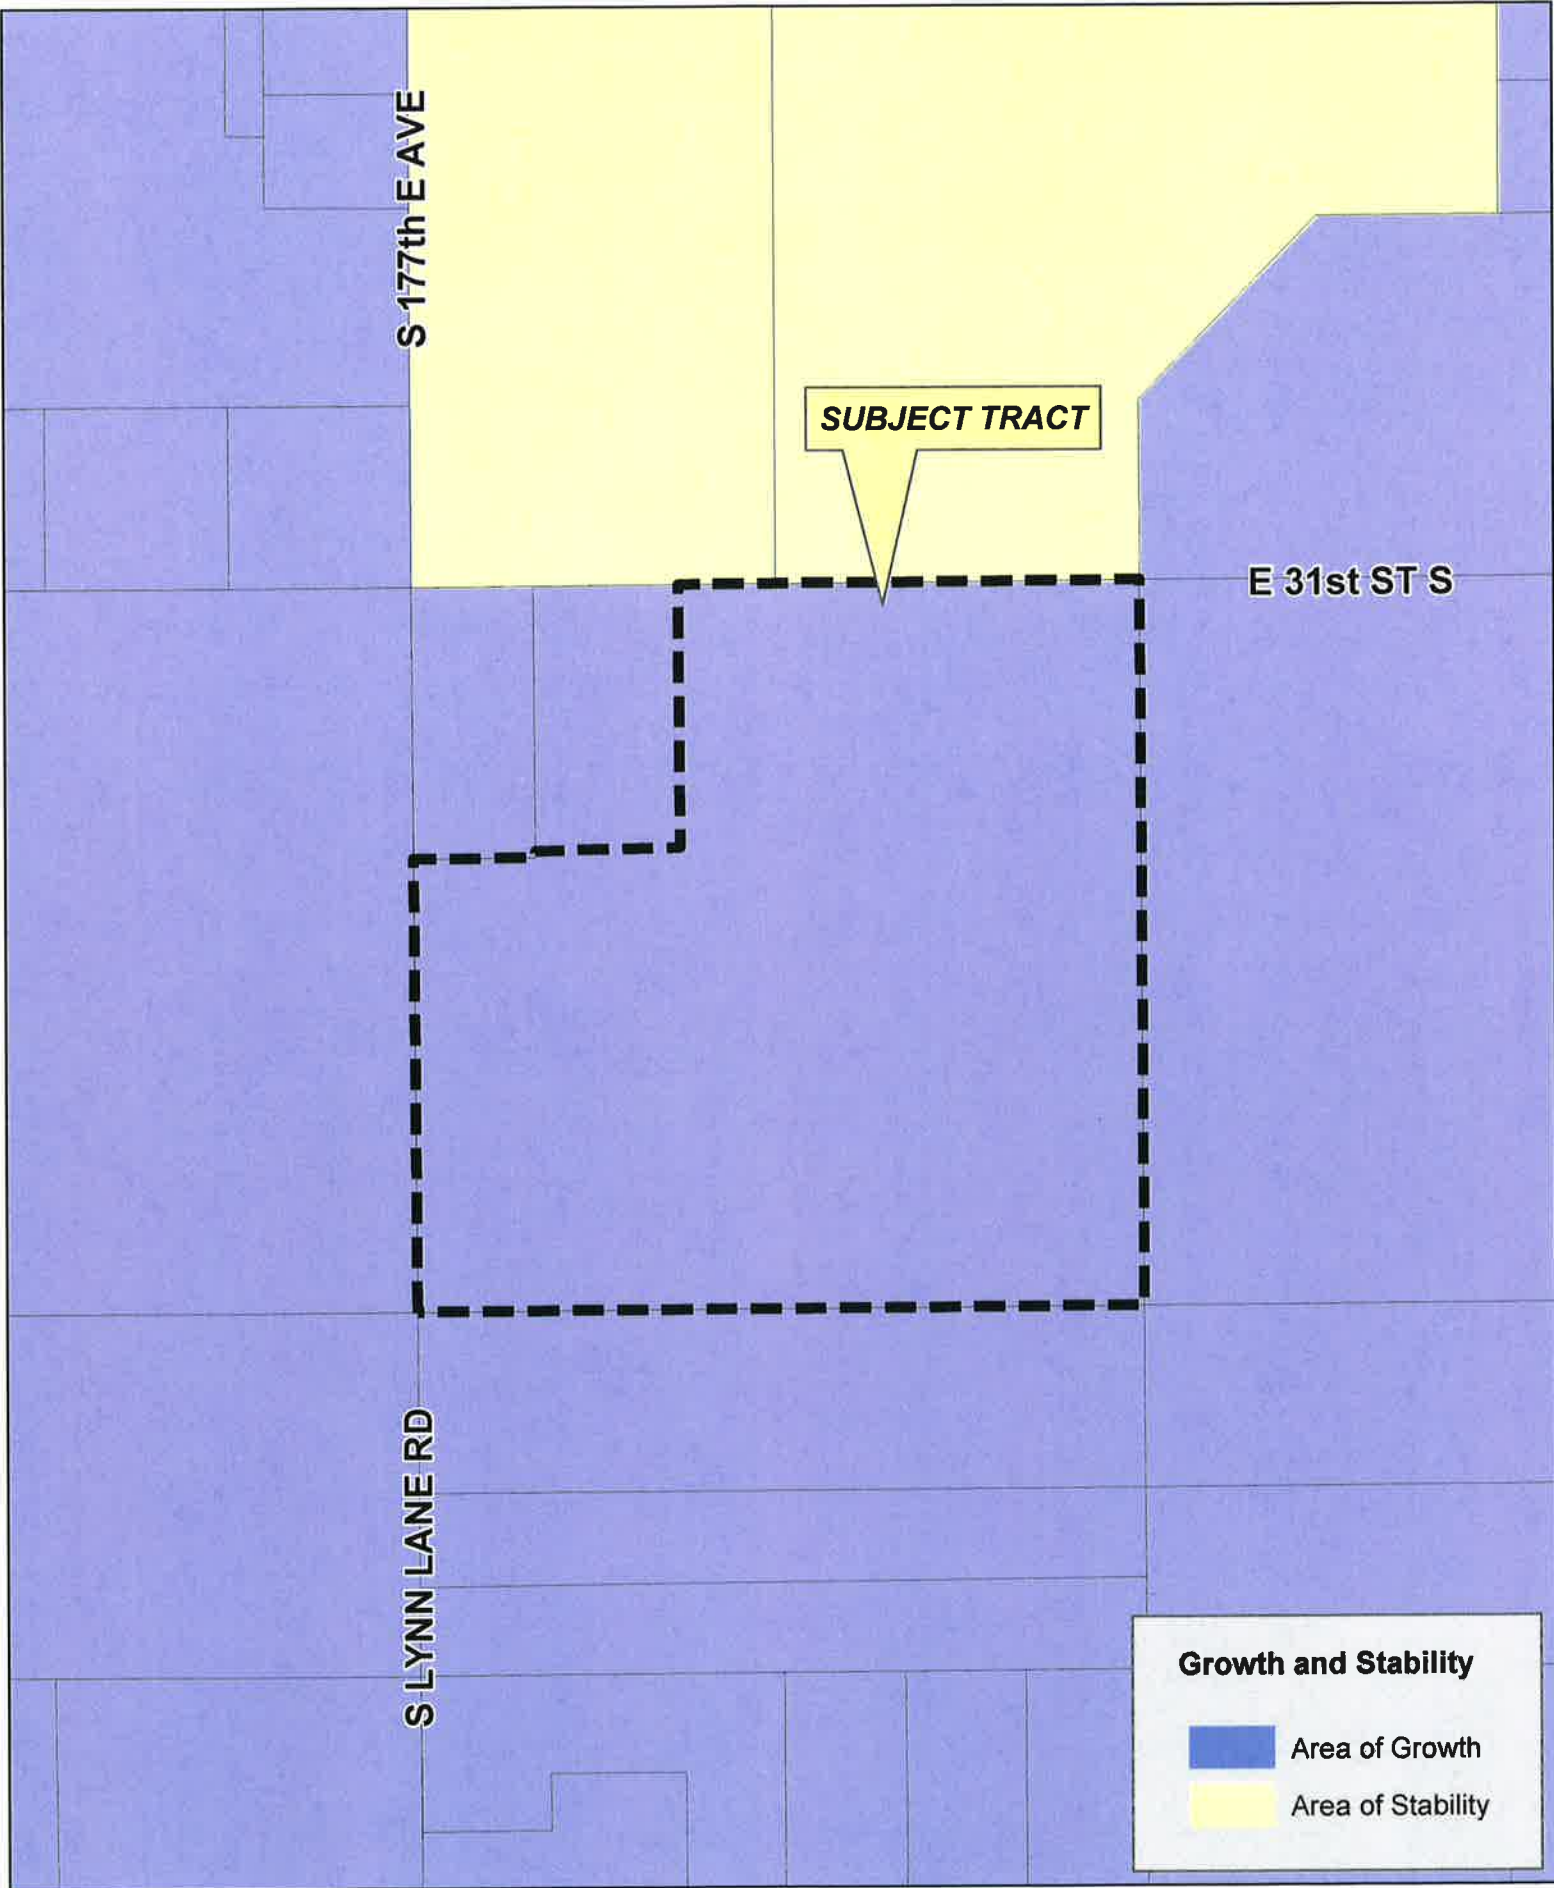 S 177th E AVE
SUBJECT TRACT
E 31st ST S
S LYNN LANE RD
Growth and Stability
Area of Growth
Area of Stability